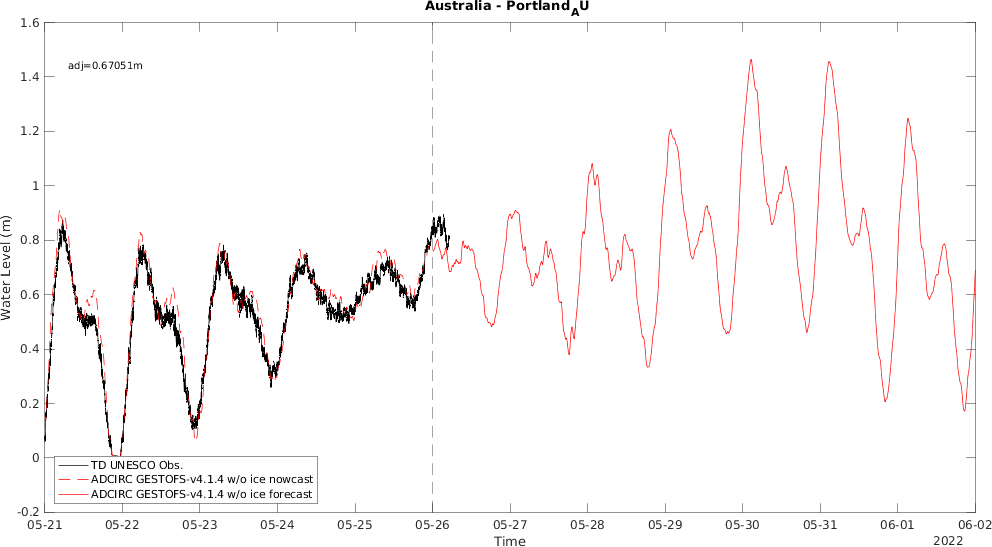 Australia - Portland_AU
adj=0.67051m
1.6
1.4
1.2
1
0.8
0.6
0.4
0.2
0
-0.2
Water Level (m)
TD UNESCO Obs.
ADCIRC GESTOFS-v4.1.4 w/o ice nowcast
ADCIRC GESTOFS-v4.1.4 w/o ice forecast
05-21 05-22 05-23 05-24 05-25 05-26 05-27 05-28 05-29 05-30 05-31 06-01 06-02
Time
2022